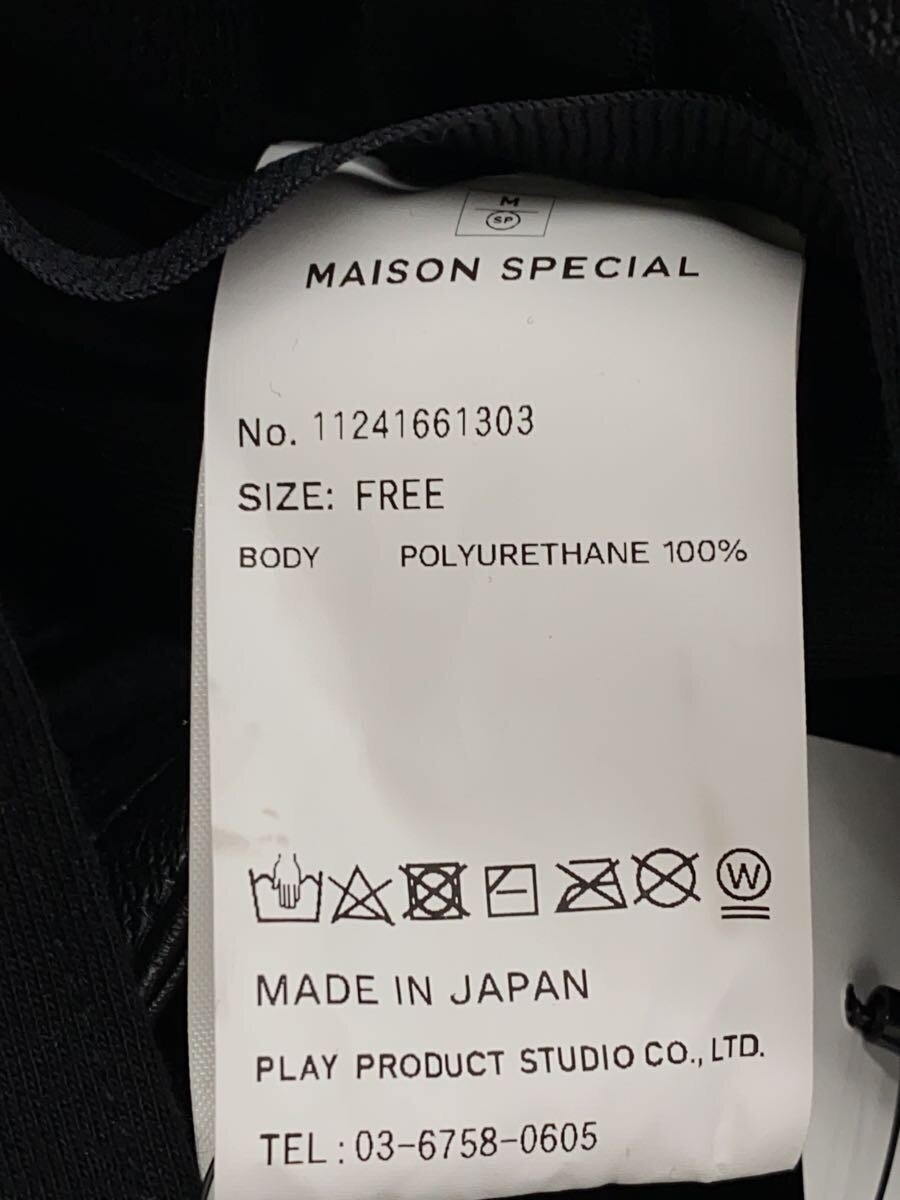 M
SP
MAISON SPECIAL
No. 11241661303
SIZE: FREE
BODY POLYURETHANE 100%
W
MADE IN JAPAN
PLAY PRODUCT STUDIO CO., LTD.
TEL : 03-6758-0605